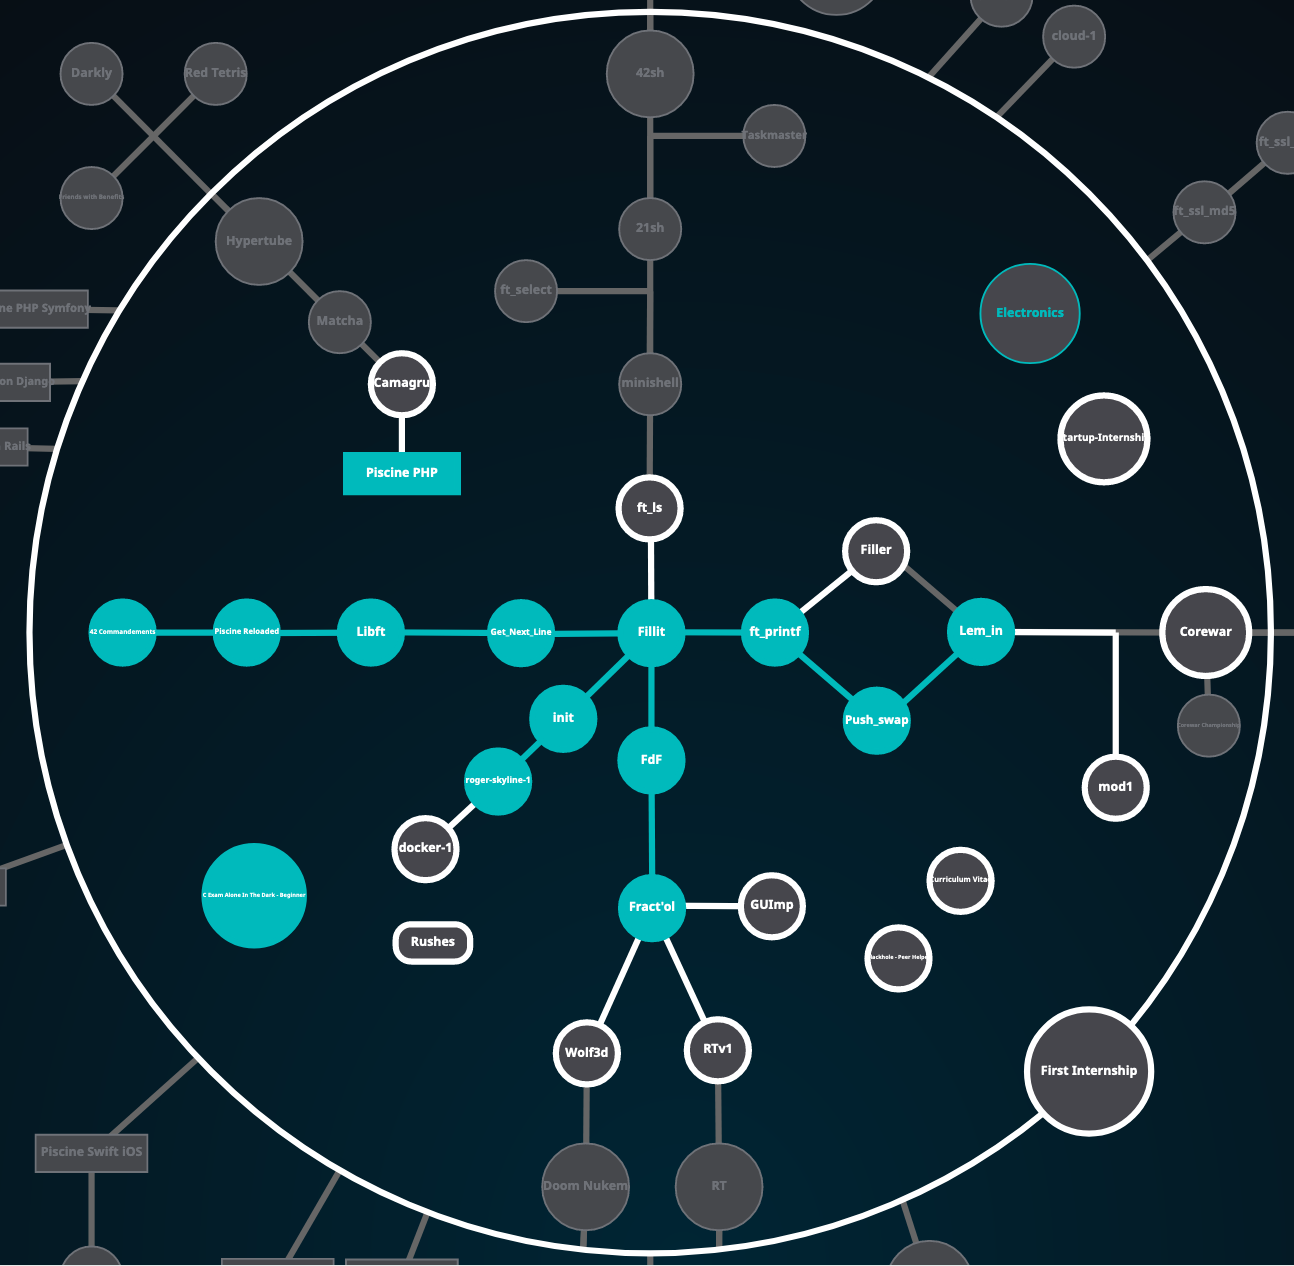 cloud-1
Darkly
Red Tetris
42sh
Taskmaster
ft_ssl_
Friends with Benefits
ft_ssl_md5
21sh
Hypertube
ft_select
ne PHP Symfony
Electronics
Matcha
on Django
Camagru
minishell
tartup-Internshi
Rails
Piscine PHP
ft_ls
Filler
42 Commandements
Piscine Reloaded
Libft
Get_Next_Line
Fillit
ft_printf
Lem_in
Corewar
init
Push_swap
Corewar Championship
FdF
roger-skyline-1
mod1
docker-1
Curriculum Vitae
C Exam Alone In The Dark - Beginner
Fract'ol
GUImp
Rushes
lackhole - Peer Helpe
Wolf3d
RTv1
First Internship
Piscine Swift iOS
Doom Nukem
RT